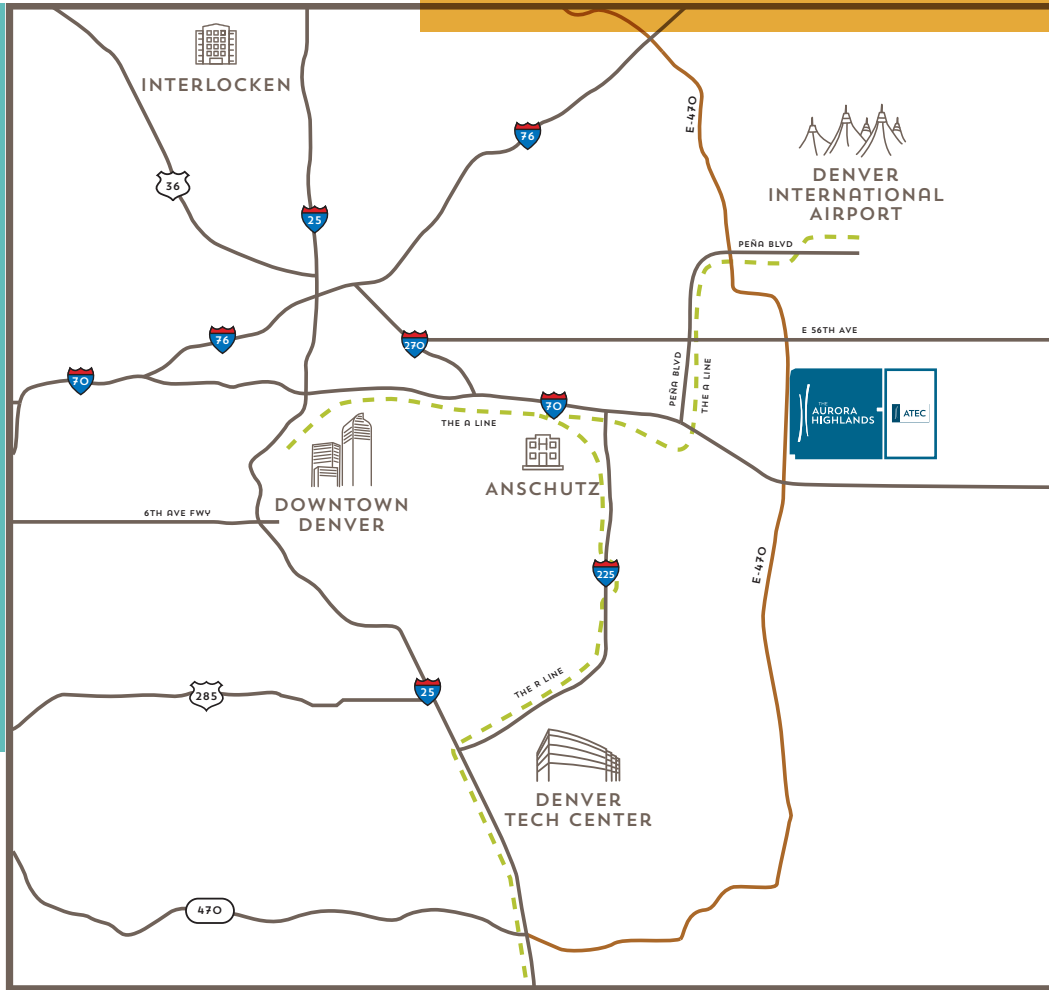 INTERLOCKEN
76
E-470
36
25
DENVER
INTERNATIONAL
AIRPORT
PEÑA BLVD
76
270
E 56TH AVE
70
PEÑA BLVD
THE A LINE
70
THE A LINE
THE
AURORA
HIGHLANDS
ATEC
ANSCHUTZ
DOWNTOWN
DENVER
6TH AVE FWY
225
E-470
THE R LINE
285
25
DENVER
TECH CENTER
470